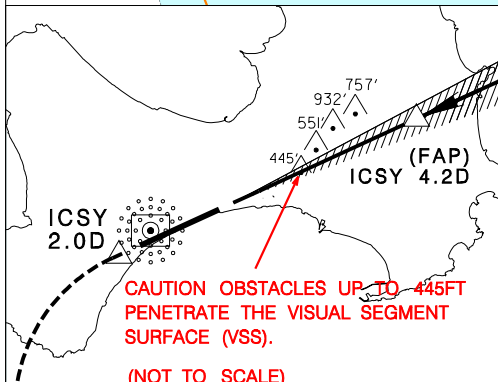 757'
932'
551'
445'
(FAP)
ICSY 4.2D
ICSY
2.0D
CAUTION OBSTACLES UP TO 445FT
PENETRATE THE VISUAL SEGMENT
SURFACE (VSS).
(NOT TO SCALE)